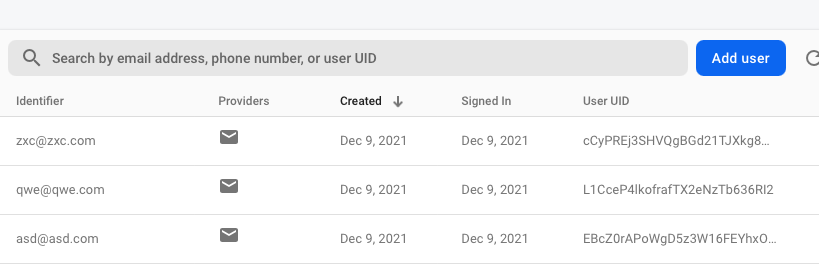 Search by email address, phone number, or user UID
Add user
Identifier Providers Created Signed In User UID
zxc@zxc.com Dec 9, 2021 Dec 9, 2021 cCyPREj3SHVQgBGd21TJXkg8...
qwe@qwe.com Dec 9, 2021 Dec 9, 2021 L1CceP4lkofrafTX2eNzTb636RI2
asd@asd.com Dec 9, 2021 Dec 9, 2021 EBcZ0rAPoWgD5z3W16FEYhxO...